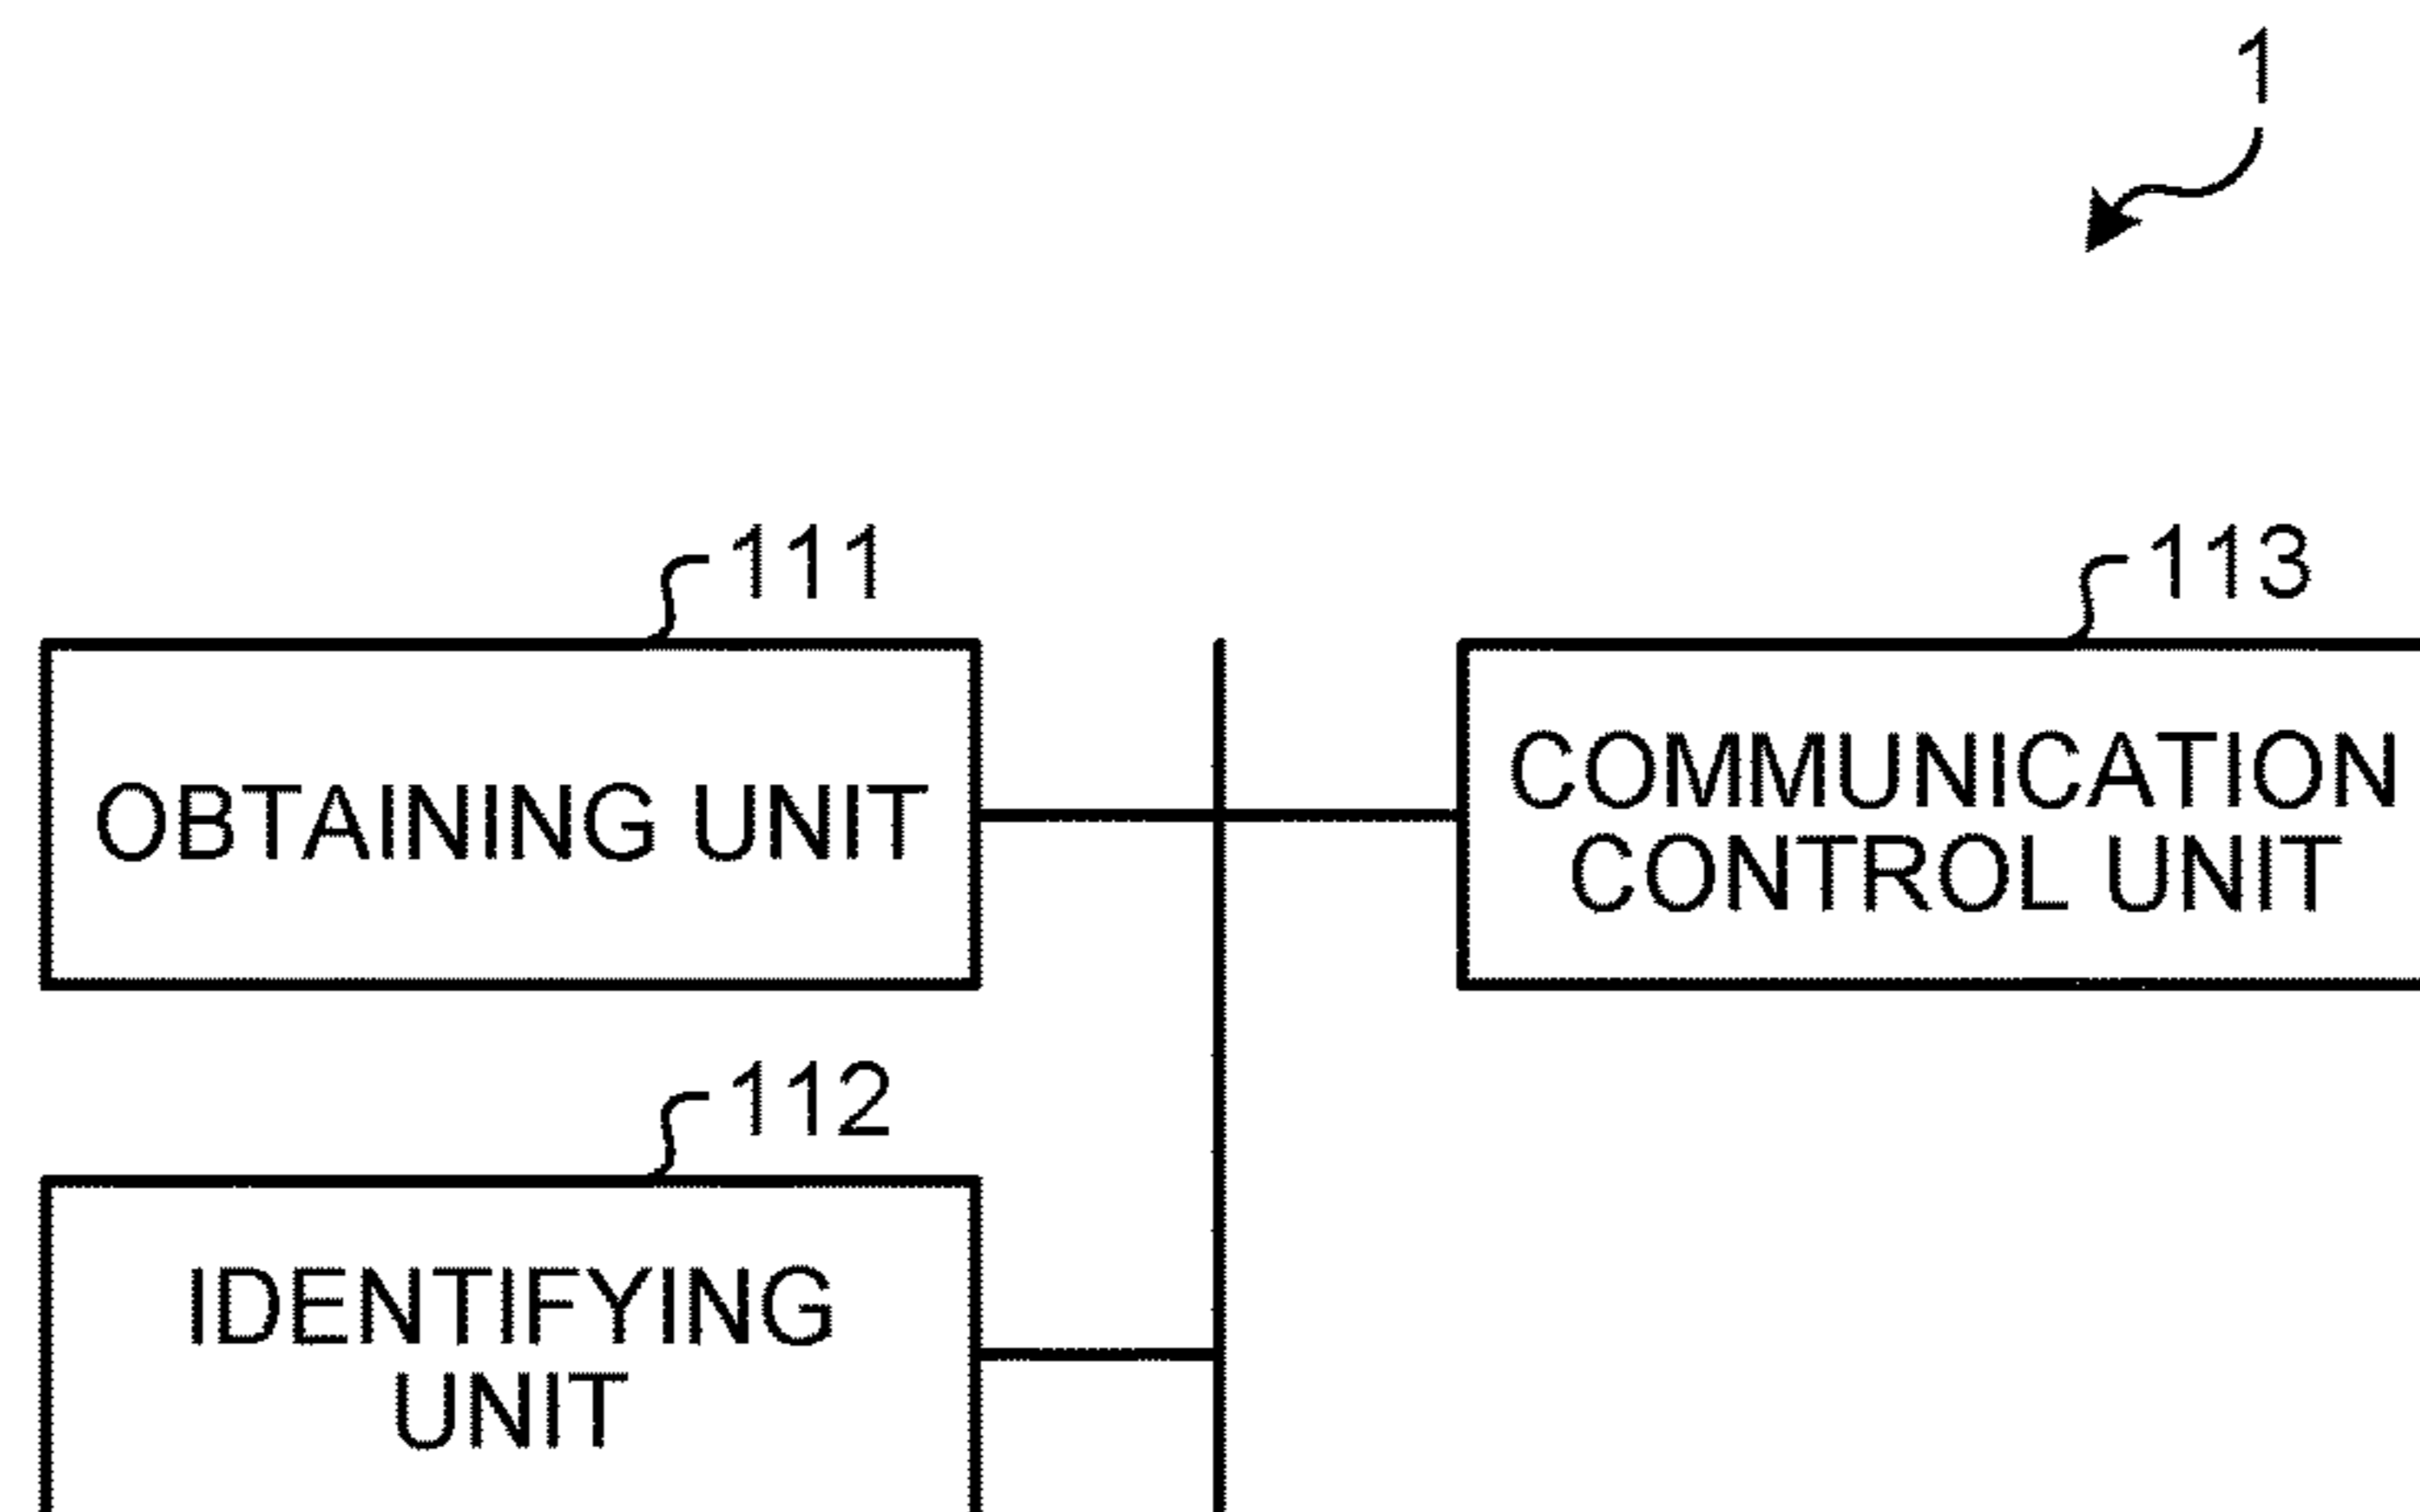 1
111
113
OBTAINING UNIT
COMMUNICATION
CONTROL UNIT
112
IDENTIFYING
UNIT